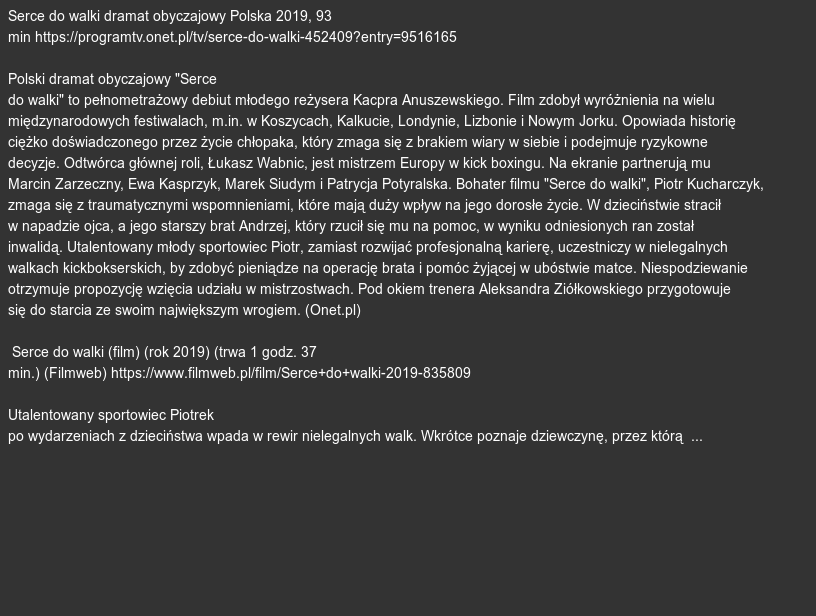 Serce do walki dramat obyczajowy Polska 2019, 93
min https://programtv.onet.pl/tv/serce-do-walki-452409?entry=9516165
Polski dramat obyczajowy "Serce
do walki" to pełnometrażowy debiut młodego reżysera Kacpra Anuszewskiego. Film zdobył wyróżnienia na wielu
międzynarodowych festiwalach, m.in. w Koszycach, Kalkucie, Londynie, Lizbonie i Nowym Jorku. Opowiada historię
ciężko doświadczonego przez życie chłopaka, który zmaga się z brakiem wiary w siebie i podejmuje ryzykowne
decyzje. Odtwórca głównej roli, Łukasz Wabnic, jest mistrzem Europy w kick boxingu. Na ekranie partnerują mu
Marcin Zarzeczny, Ewa Kasprzyk, Marek Siudym i Patrycja Potyralska. Bohater filmu "Serce do walki", Piotr Kucharczyk,
zmaga się z traumatycznymi wspomnieniami, które mają duży wpływ na jego dorosłe życie. W dzieciństwie stracił
w napadzie ojca, a jego starszy brat Andrzej, który rzucił się mu na pomoc, w wyniku odniesionych ran został
inwalidą. Utalentowany młody sportowiec Piotr, zamiast rozwijać profesjonalną karierę, uczestniczy w nielegalnych
walkach kickbokserskich, by zdobyć pieniądze na operację brata i pomóc żyjącej w ubóstwie matce. Niespodziewanie
otrzymuje propozycję wzięcia udziału w mistrzostwach. Pod okiem trenera Aleksandra Ziółkowskiego przygotowuje
się do starcia ze swoim największym wrogiem. (Onet.pl)
Serce do walki (film) (rok 2019) (trwa 1 godz. 37
min.) (Filmweb) https://www.filmweb.pl/film/Serce+do+walki-2019-835809
Utalentowany sportowiec Piotrek
po wydarzeniach z dzieciństwa wpada w rewir nielegalnych walk. Wkrótce poznaje dziewczynę, przez którą ...